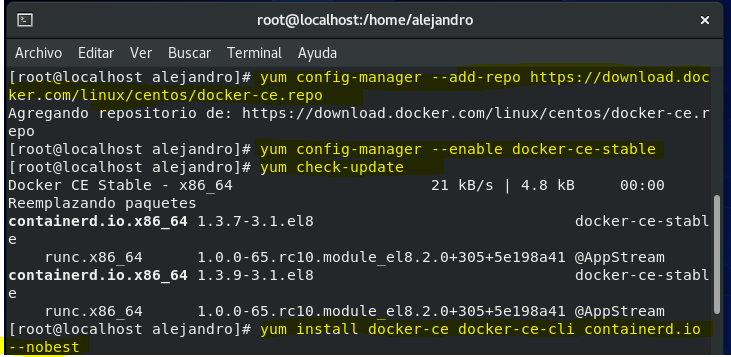 root@localhost:/home/alejandro
Archivo Editar Ver Buscar Terminal Ayuda
[root@localhost alejandro]# yum config-manager --add-repo https://download.doc
ker.com/linux/centos/docker-ce.repo
Agregando repositorio de: https://download.docker.com/linux/centos/docker-ce.r
epo
[root@localhost alejandro]# yum config-manager --enable docker-ce-stable
[root@localhost alejandro]# yum check-update
Docker CE Stable - x86_64 21 kB/s | 4.8 kB 00:00
Reemplazando paquetes
containerd.io.x86_64 1.3.7-3.1.el8 docker-ce-stabl
e
runc.x86_64 1.0.0-65.rc10.module_el8.2.0+305+5e198a41 @AppStream
containerd.io.x86_64 1.3.9-3.1.el8 docker-ce-stabl
e
runc.x86_64 1.0.0-65.rc10.module_el8.2.0+305+5e198a41 @AppStream
[root@localhost alejandro]# yum install docker-ce docker-ce-cli containerd.io
--nobest